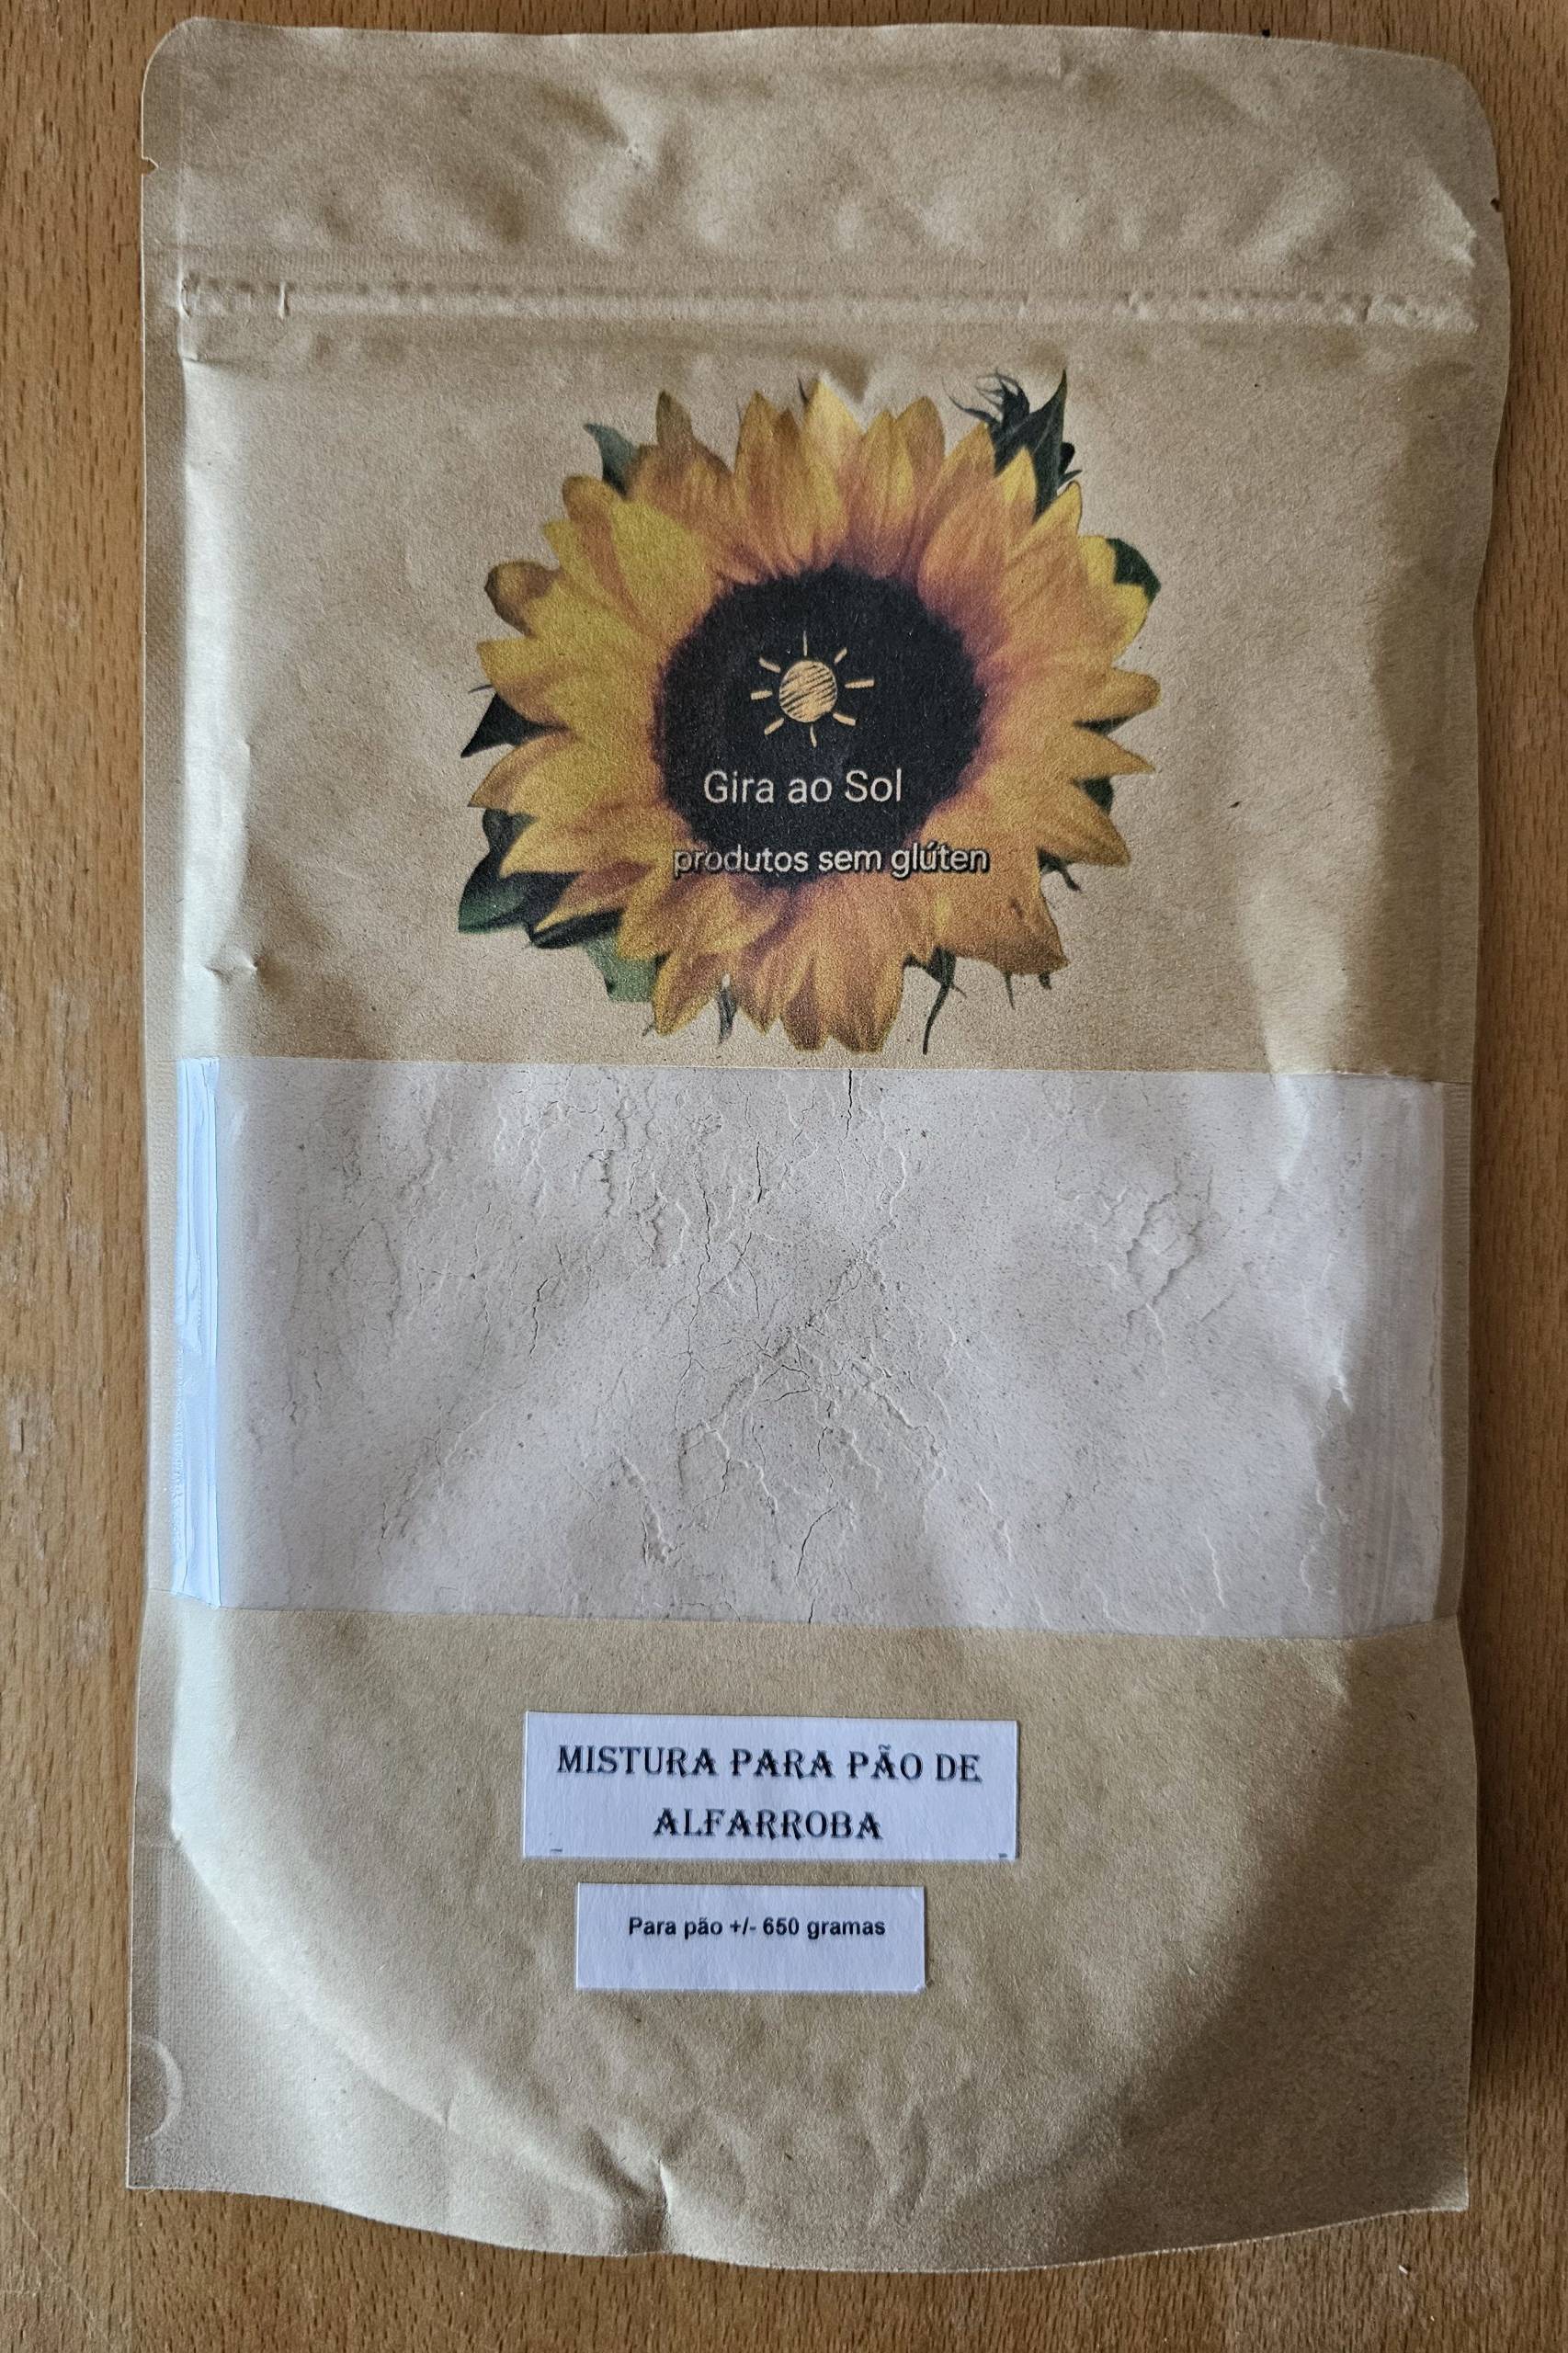 Gira ao Sol
produtos sem glúten
MISTURA PARA PÃO DE
ALFARROBA
Para pão +/- 650 gramas